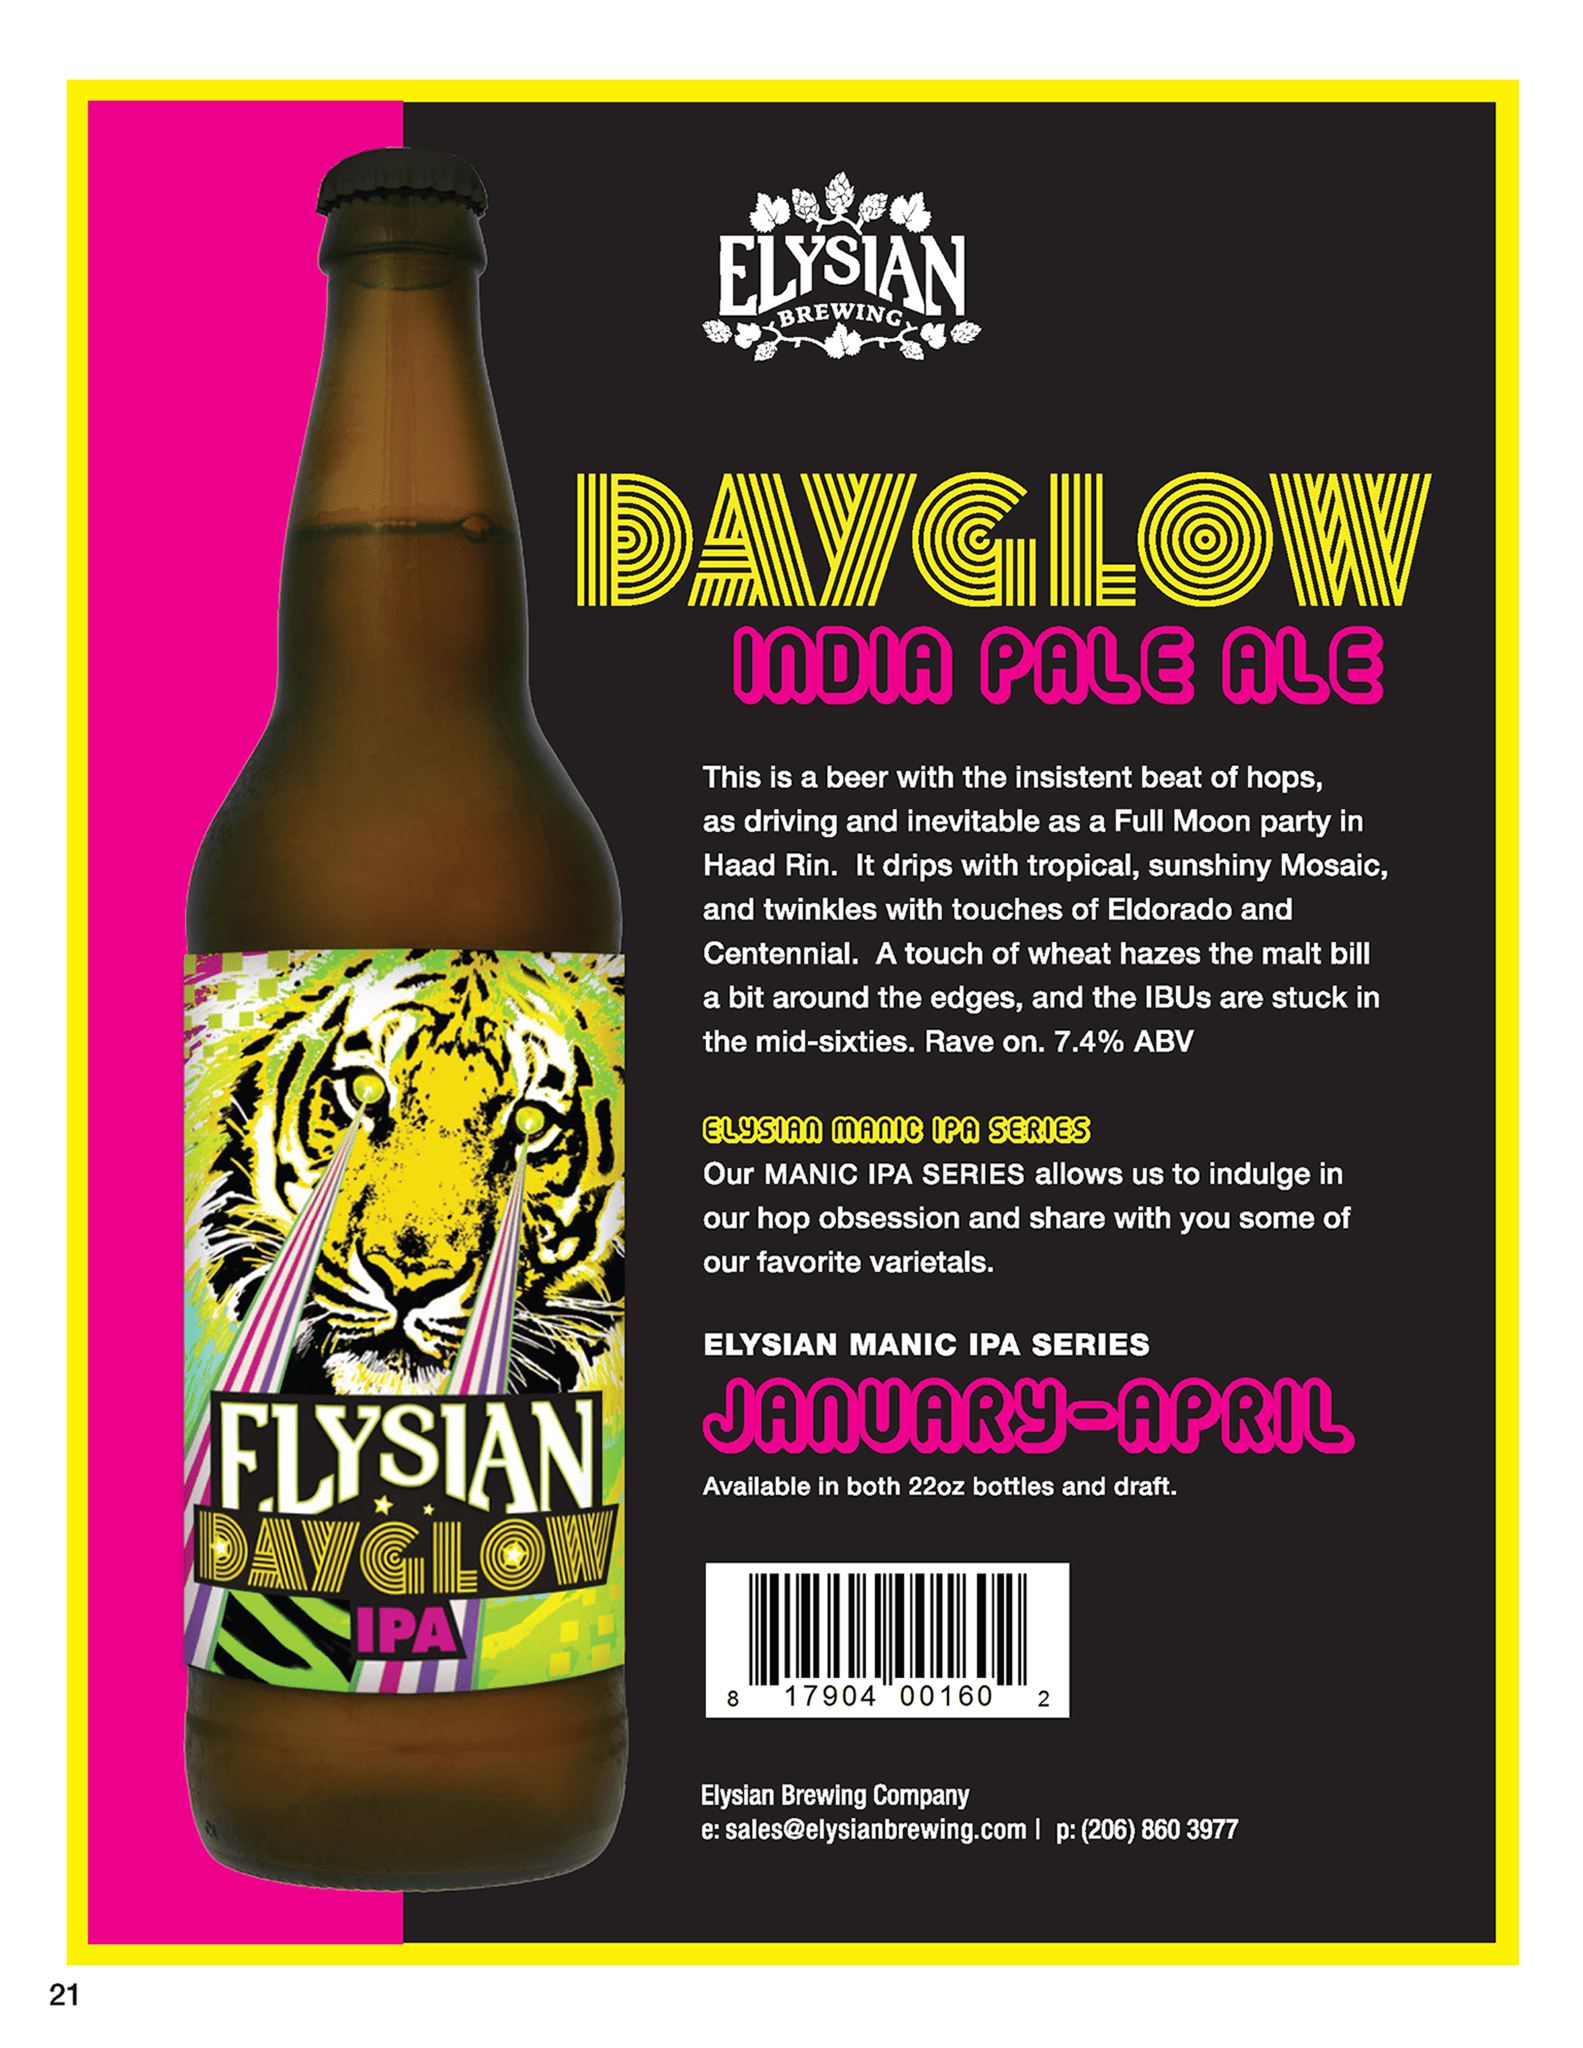 ELYSIAN
BREWING
DAYGLOW
INDIA PALE ALE
This is a beer with the insistent beat of hops,
as driving and inevitable as a Full Moon party in
Haad Rin.  It drips with tropical, sunshiny Mosaic,
and twinkles with touches of Eldorado and
Centennial.  A touch of wheat hazes the malt bill
a bit around the edges, and the IBUs are stuck in
the mid-sixties. Rave on. 7.4% ABV
ELYSIAN MANIC IPA SERIES
Our MANIC IPA SERIES allows us to indulge in
our hop obsession and share with you some of
our favorite varietals.
ELYSIAN MANIC IPA SERIES
JANUARY-APRIL
Available in both 22oz bottles and draft.
8 17904 00160 2
Elysian Brewing Company
e: sales@elysianbrewing.com | p: (206) 860 3977
ELYSIAN
DAYGLOW
IPA
21